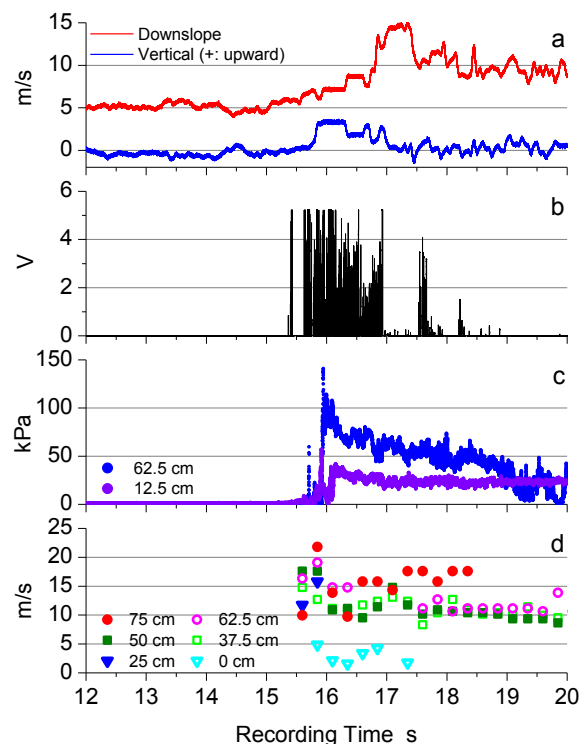 Downslope
Vertical (+: upward)
a
15
10
5
0
m/s
b
6
4
2
0
V
c
150
100
50
0
kPa
62.5 cm
12.5 cm
d
25
20
15
10
5
0
m/s
75 cm 62.5 cm
50 cm 37.5 cm
25 cm 0 cm
12 13 14 15 16 17 18 19 20
Recording Time s